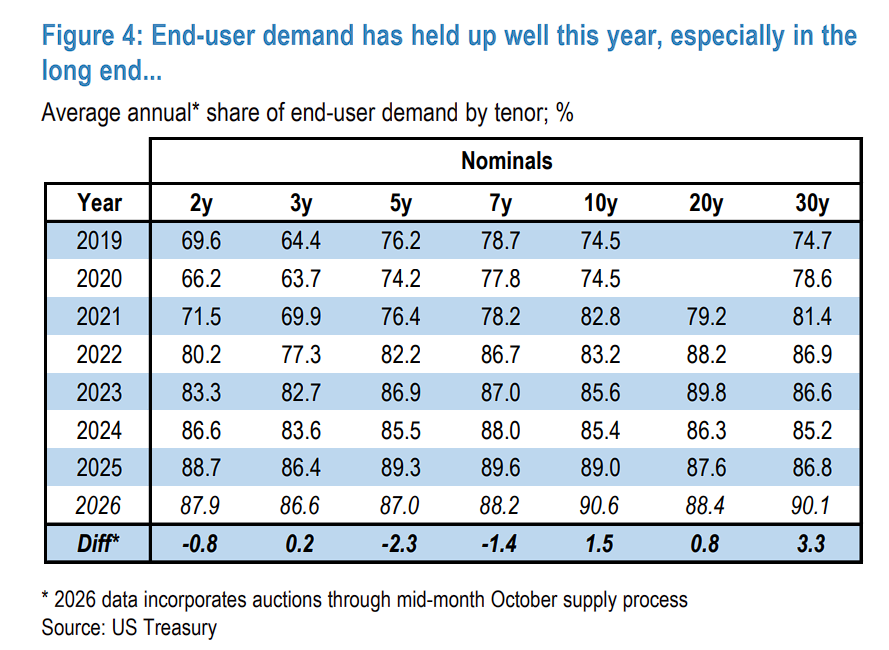 Figure 4: End-user demand has held up well this year, especially in the
long end...
Average annual* share of end-user demand by tenor; %
Nominals
Year 2y 3y 5y 7y 10y 20y 30y
2019 69.6 64.4 76.2 78.7 74.5 74.7
2020 66.2 63.7 74.2 77.8 74.5 78.6
2021 71.5 69.9 76.4 78.2 82.8 79.2 81.4
2022 80.2 77.3 82.2 86.7 83.2 88.2 86.9
2023 83.3 82.7 86.9 87.0 85.6 89.8 86.6
2024 86.6 83.6 85.5 88.0 85.4 86.3 85.2
2025 88.7 86.4 89.3 89.6 89.0 87.6 86.8
2026 87.9 86.6 87.0 88.2 90.6 88.4 90.1
Diff* -0.8 0.2 -2.3 -1.4 1.5 0.8 3.3
* 2026 data incorporates auctions through mid-month October supply process
Source: US Treasury